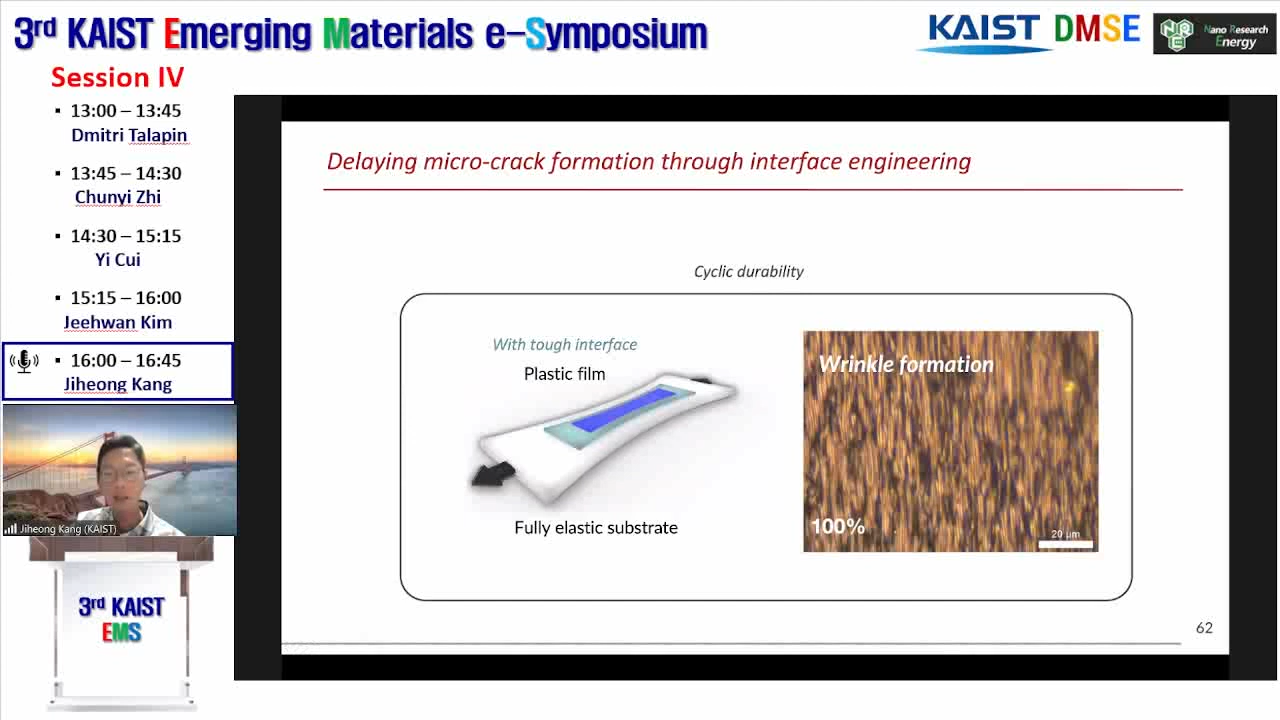 3rd KAIST Emerging Materials e-Symposium
KAIST DMSE
NRE
Nano Research
Energy
Session IV
▪ 13:00 – 13:45
Dmitri Talapin
▪ 13:45 – 14:30
Chunyi Zhi
▪ 14:30 – 15:15
Yi Cui
▪ 15:15 – 16:00
Jeehwan Kim
▪ 16:00 – 16:45
Jiheong Kang
Jiheong Kang (KAIST)
3rd KAIST
EMS
Delaying micro-crack formation through interface engineering
Cyclic durability
With tough interface
Plastic film
Fully elastic substrate
Wrinkle formation
100%
20 μm
62